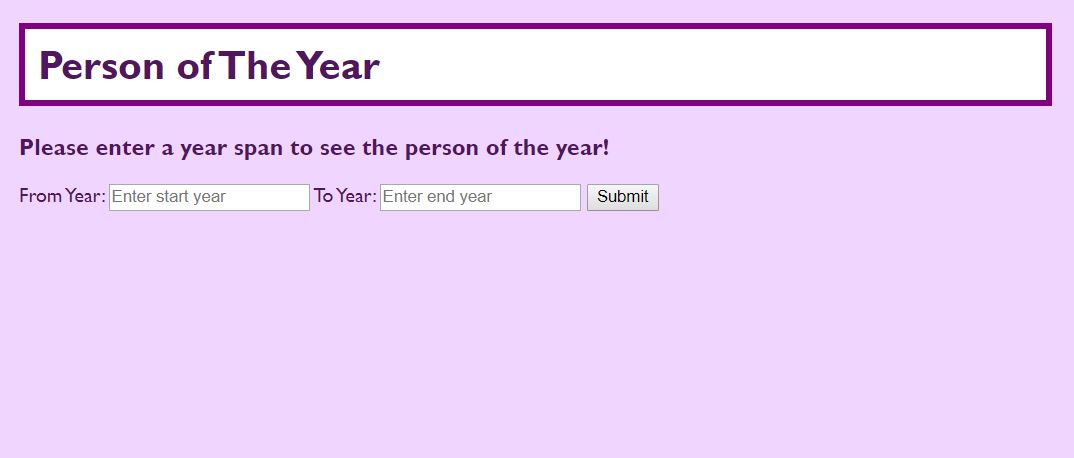 Person of The Year
Please enter a year span to see the person of the year!
From Year: Enter start year To Year: Enter end year Submit